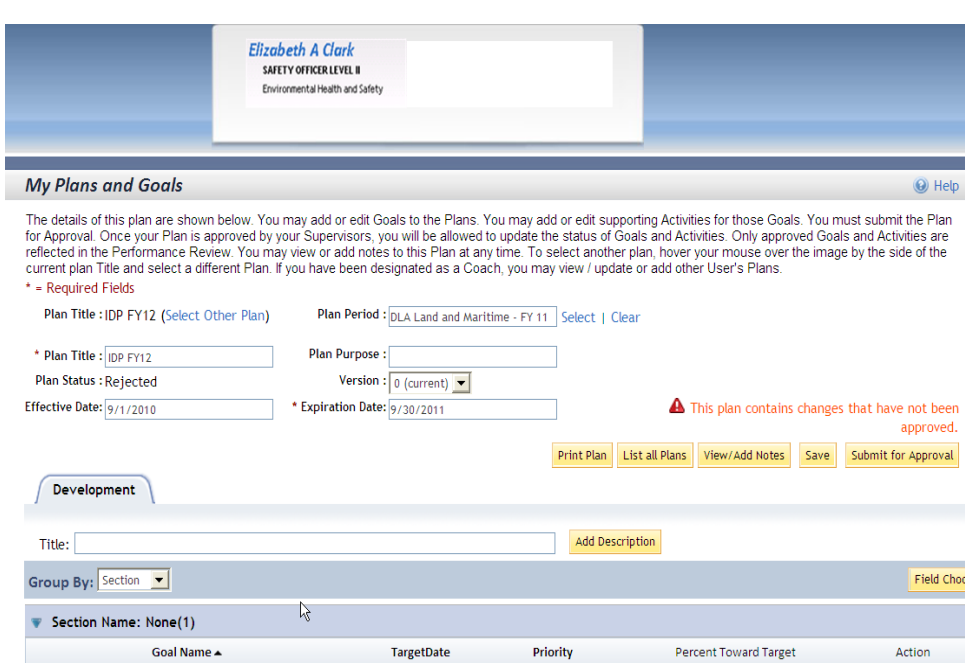 Elizabeth A Clark
SAFETY OFFICER LEVEL II
Environmental Health and Safety
My Plans and Goals
Help
The details of this plan are shown below. You may add or edit Goals to the Plans. You may add or edit supporting Activities for those Goals. You must submit the Plan
for Approval. Once your Plan is approved by your Supervisors, you will be allowed to update the status of Goals and Activities. Only approved Goals and Activities are
reflected in the Performance Review. You may view or add notes to this Plan at any time. To select another plan, hover your mouse over the image by the side of the
current plan Title and select a different Plan. If you have been designated as a Coach, you may view / update or add other User's Plans.
* = Required Fields
Plan Title : IDP FY12 (Select Other Plan) Plan Period : DLA Land and Maritime - FY 11 Select | Clear
* Plan Title : IDP FY12 Plan Purpose :
Plan Status : Rejected Version : 0 (current)
Effective Date: 9/1/2010 * Expiration Date: 9/30/2011
This plan contains changes that have not been
approved.
Print Plan List all Plans View/Add Notes Save Submit for Approval
Development
Title: Add Description
Group By: Section Field Choo
Section Name: None(1)
Goal Name TargetDate Priority Percent Toward Target Action